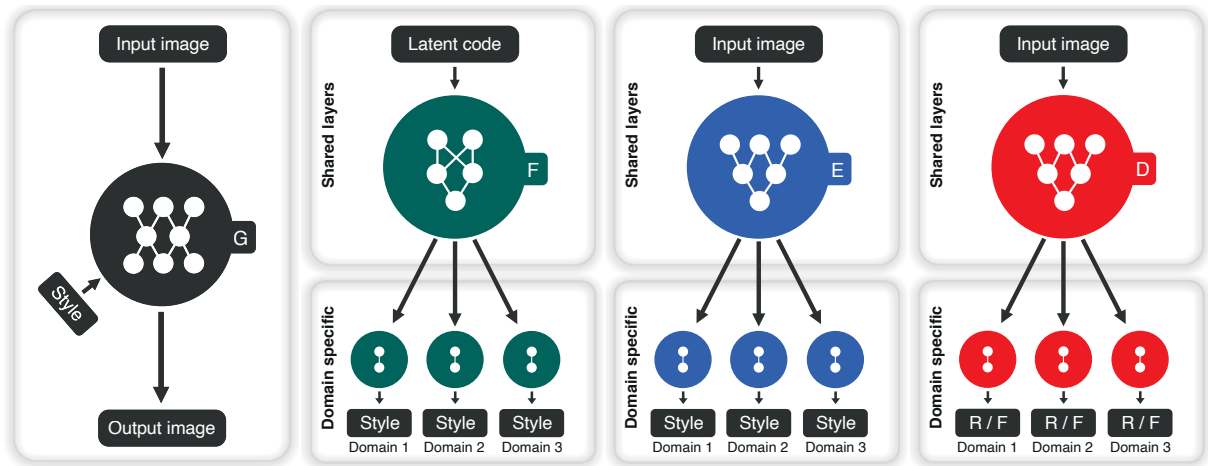 Input image
G
Style
Output image
Latent code
Shared layers
F
Domain specific
Style Style Style
Domain 1 Domain 2 Domain 3
Input image
Shared layers
E
Domain specific
Style Style Style
Domain 1 Domain 2 Domain 3
Input image
Shared layers
D
Domain specific
R / F R / F R / F
Domain 1 Domain 2 Domain 3